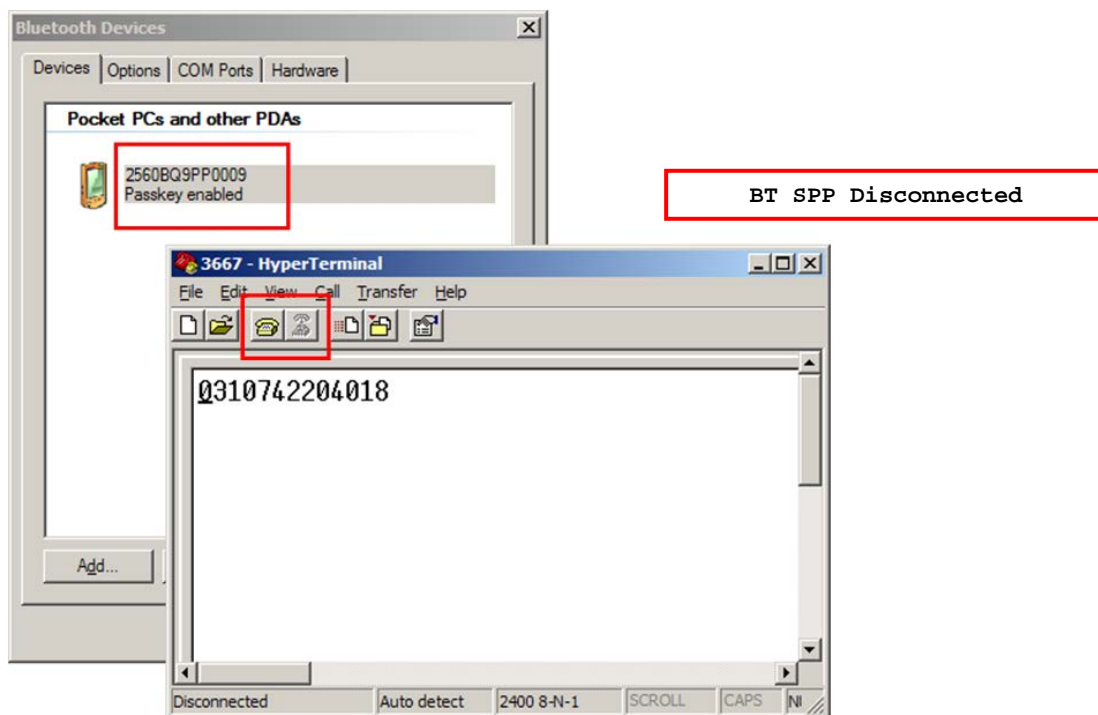 Bluetooth Devices
Devices Options COM Ports Hardware
Pocket PCs and other PDAs
2560BQ9PP0009
Passkey enabled
BT SPP Disconnected
3667 - HyperTerminal
File Edit View Call Transfer Help
0310742204018
Add...
Disconnected Auto detect 2400 8-N-1 SCROLL CAPS